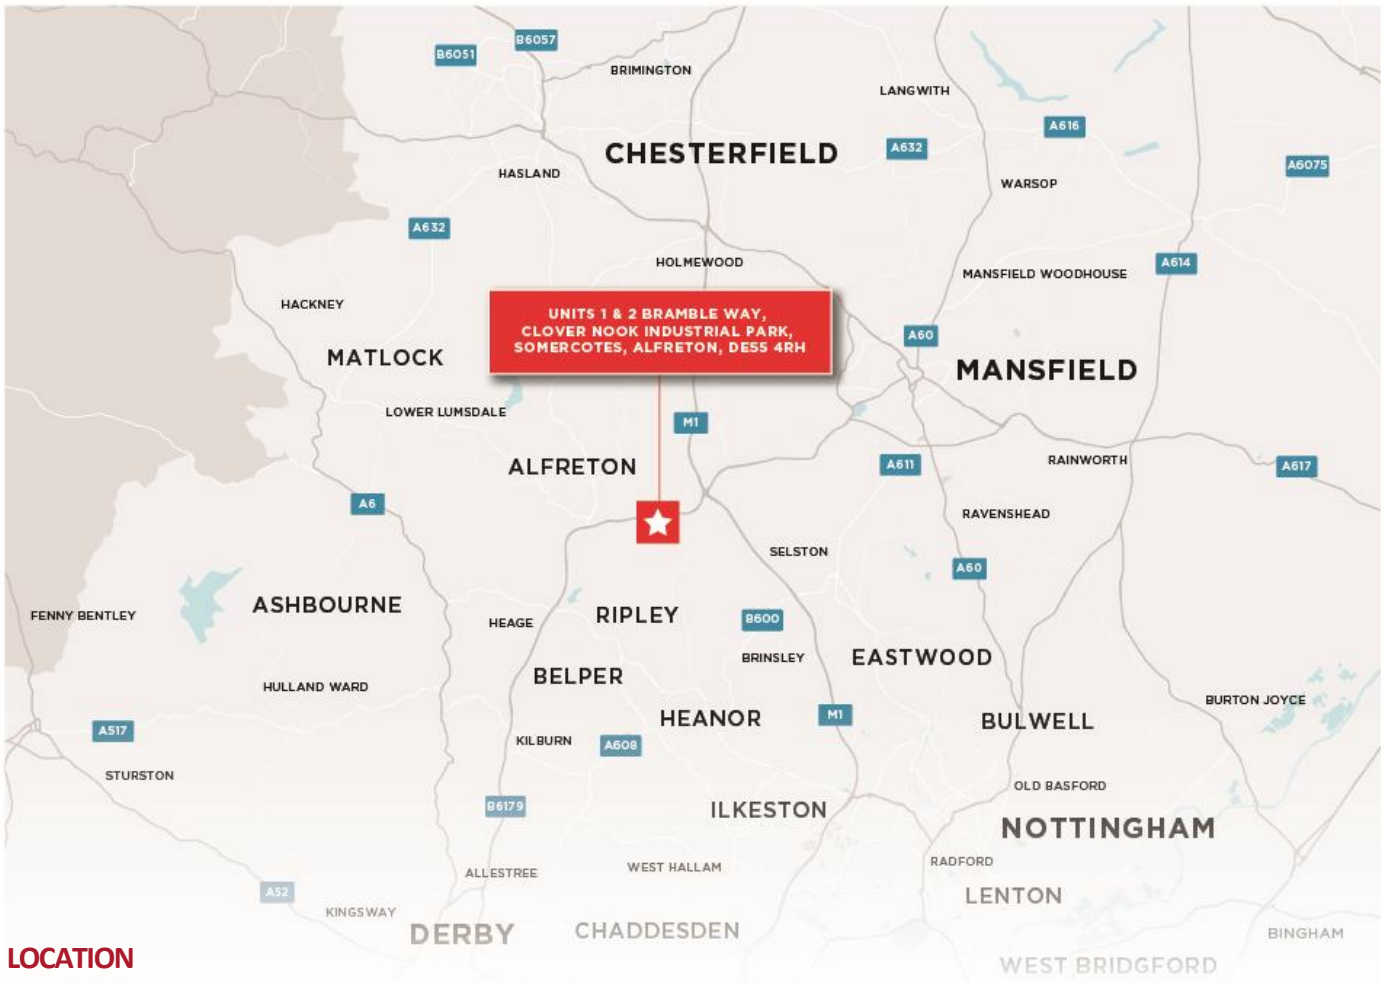 B6057
B6051
BRIMINGTON
LANGWITH
A616
CHESTERFIELD
A632
A6075
HASLAND
WARSOP
A632
HOLMEWOOD
A614
MANSFIELD WOODHOUSE
HACKNEY
UNITS 1 & 2 BRAMBLE WAY,
CLOVER NOOK INDUSTRIAL PARK,
SOMERCOTES, ALFRETON, DE55 4RH
A60
MATLOCK
MANSFIELD
LOWER LUMSDALE
M1
ALFRETON
A611
RAINWORTH
A617
A6
RAVENSHEAD
SELSTON
A60
ASHBOURNE
FENNY BENTLEY
RIPLEY
B600
HEAGE
BRINSLEY
EASTWOOD
BELPER
HULLAND WARD
BURTON JOYCE
HEANOR
M1
BULWELL
A517
KILBURN
A608
STURSTON
OLD BASFORD
B6179
ILKESTON
NOTTINGHAM
RADFORD
WEST HALLAM
ALLESTREE
A52
LENTON
KINGSWAY
DERBY
CHADDESDEN
BINGHAM
LOCATION
WEST BRIDGFORD